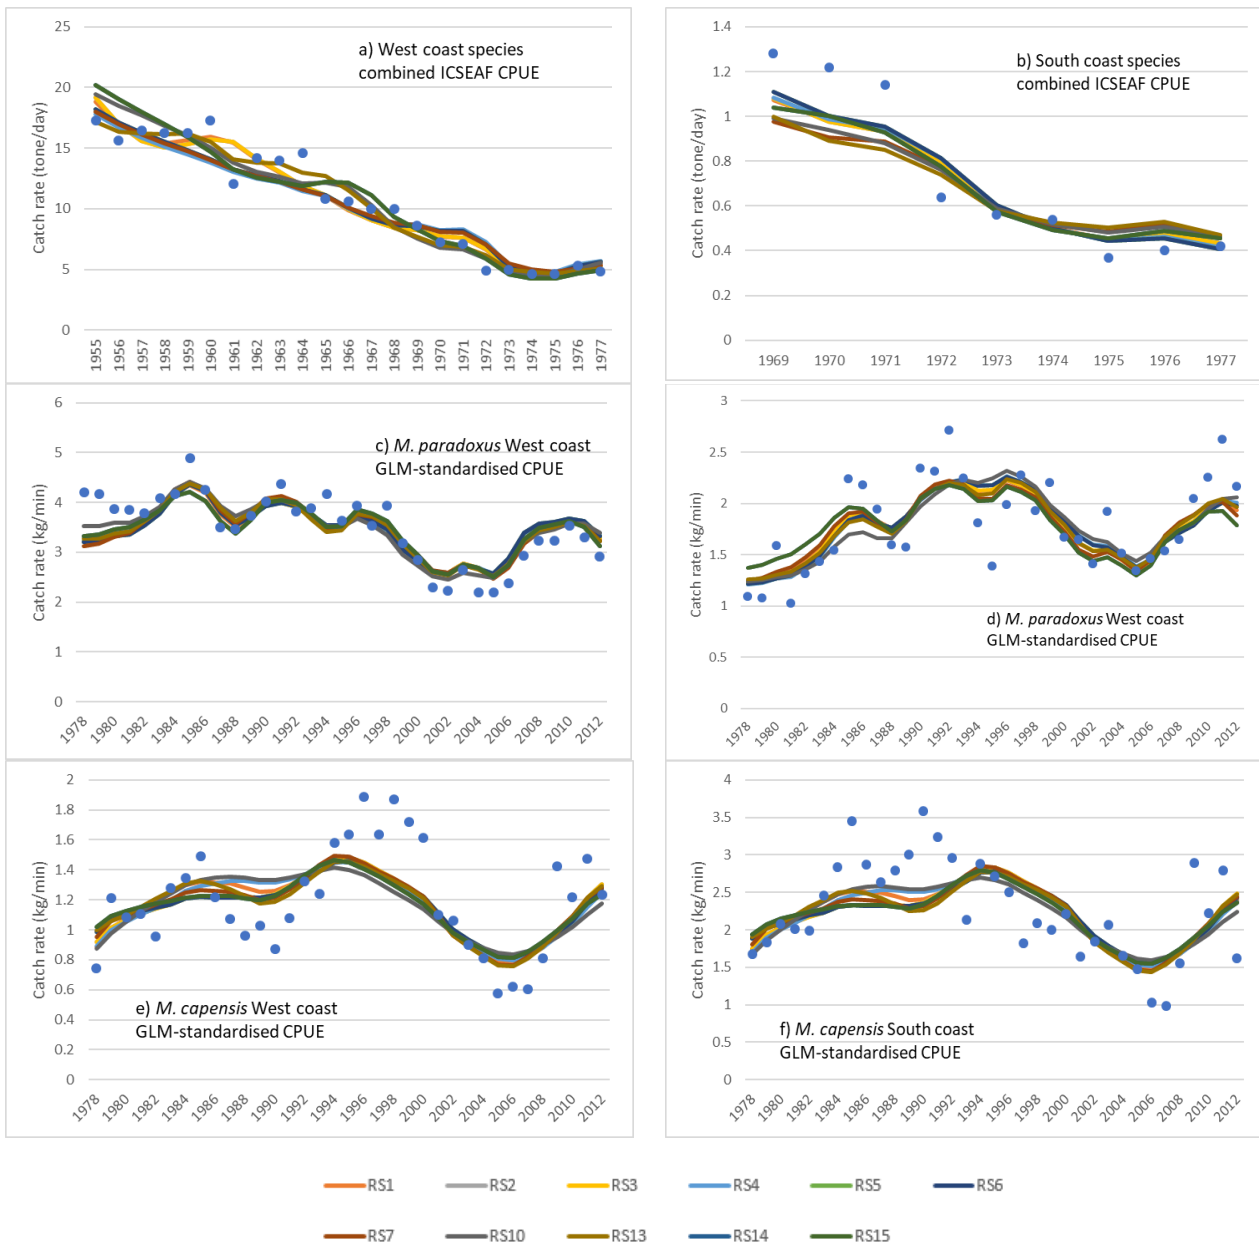 a) West coast species
combined ICSEAF CPUE
Catch rate (tone/day)
25
20
15
10
5
0
1955 1956 1957 1958 1959 1960 1961 1962 1963 1964 1965 1966 1967 1968 1969 1970 1971 1972 1973 1974 1975 1976 1977
b) South coast species
combined ICSEAF CPUE
Catch rate (tone/day)
1.4
1.2
1
0.8
0.6
0.4
0.2
0
1969 1970 1971 1972 1973 1974 1975 1976 1977
c) M. paradoxus West coast
GLM-standardised CPUE
Catch rate (kg/min)
6
5
4
3
2
1
0
1978 1980 1982 1984 1986 1988 1990 1992 1994 1996 1998 2000 2002 2004 2006 2008 2010 2012
Catch rate (kg/min)
3
2.5
2
1.5
1
0.5
0
d) M. paradoxus West coast
GLM-standardised CPUE
1978 1980 1982 1984 1986 1988 1990 1992 1994 1996 1998 2000 2002 2004 2006 2008 2010 2012
Catch rate (kg/min)
2
1.8
1.6
1.4
1.2
1
0.8
0.6
0.4
0.2
0
e) M. capensis West coast
GLM-standardised CPUE
1978 1980 1982 1984 1986 1988 1990 1992 1994 1996 1998 2000 2002 2004 2006 2008 2010 2012
Catch rate (kg/min)
4
3.5
3
2.5
2
1.5
1
0.5
0
f) M. capensis South coast
GLM-standardised CPUE
1978 1980 1982 1984 1986 1988 1990 1992 1994 1996 1998 2000 2002 2004 2006 2008 2010 2012
RS1 RS2 RS3 RS4 RS5 RS6
RS7 RS10 RS13 RS14 RS15